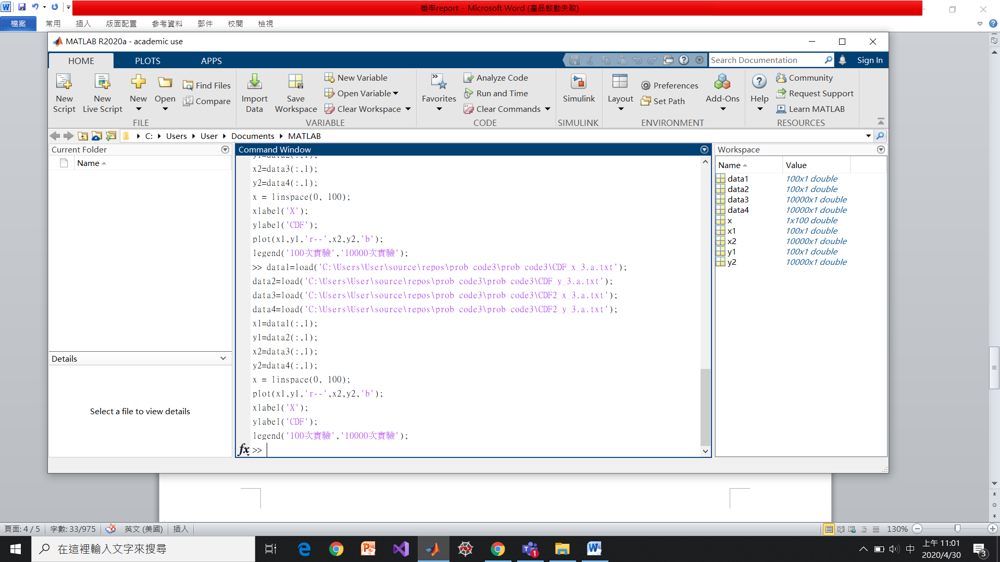 機率report - Microsoft Word (產品啟動失敗)
檔案 常用 插入 版面配置 參考資料 郵件 校閱 檢視
MATLAB R2020a - academic use
HOME PLOTS APPS
Search Documentation
Sign In
New Script
New Live Script
New
Open
Find Files
Compare
FILE
Import Data
Save Workspace
New Variable
Open Variable
Clear Workspace
VARIABLE
Favorites
Analyze Code
Run and Time
Clear Commands
CODE
Simulink
SIMULINK
Layout
Preferences
Set Path
Add-Ons
ENVIRONMENT
Help
Community
Request Support
Learn MATLAB
RESOURCES
C: Users User Documents MATLAB
Current Folder
Name
Details
Select a file to view details
Command Window
y1=data2(:,1);
x2=data3(:,1);
y2=data4(:,1);
x = linspace(0, 100);
xlabel('X');
ylabel('CDF');
plot(x1,y1,'r--',x2,y2,'b');
legend('100次實驗','10000次實驗');
>> data1=load('C:\Users\User\source\repos\prob code3\prob code3\CDF_x_3.a.txt');
data2=load('C:\Users\User\source\repos\prob code3\prob code3\CDF_y_3.a.txt');
data3=load('C:\Users\User\source\repos\prob code3\prob code3\CDF2_x_3.a.txt');
data4=load('C:\Users\User\source\repos\prob code3\prob code3\CDF2_y_3.a.txt');
x1=data1(:,1);
y1=data2(:,1);
x2=data3(:,1);
y2=data4(:,1);
x = linspace(0, 100);
plot(x1,y1,'r--',x2,y2,'b');
xlabel('X');
ylabel('CDF');
legend('100次實驗','10000次實驗');
fx >>
Workspace
Name Value
data1 100x1 double
data2 100x1 double
data3 10000x1 double
data4 10000x1 double
x 1x100 double
x1 100x1 double
x2 10000x1 double
y1 100x1 double
y2 10000x1 double
頁面: 4 / 5 字數: 33/975 英文 (美國) 插入 130%
在這裡輸入文字來搜尋
1
中
上午 11:01
2020/4/30
3